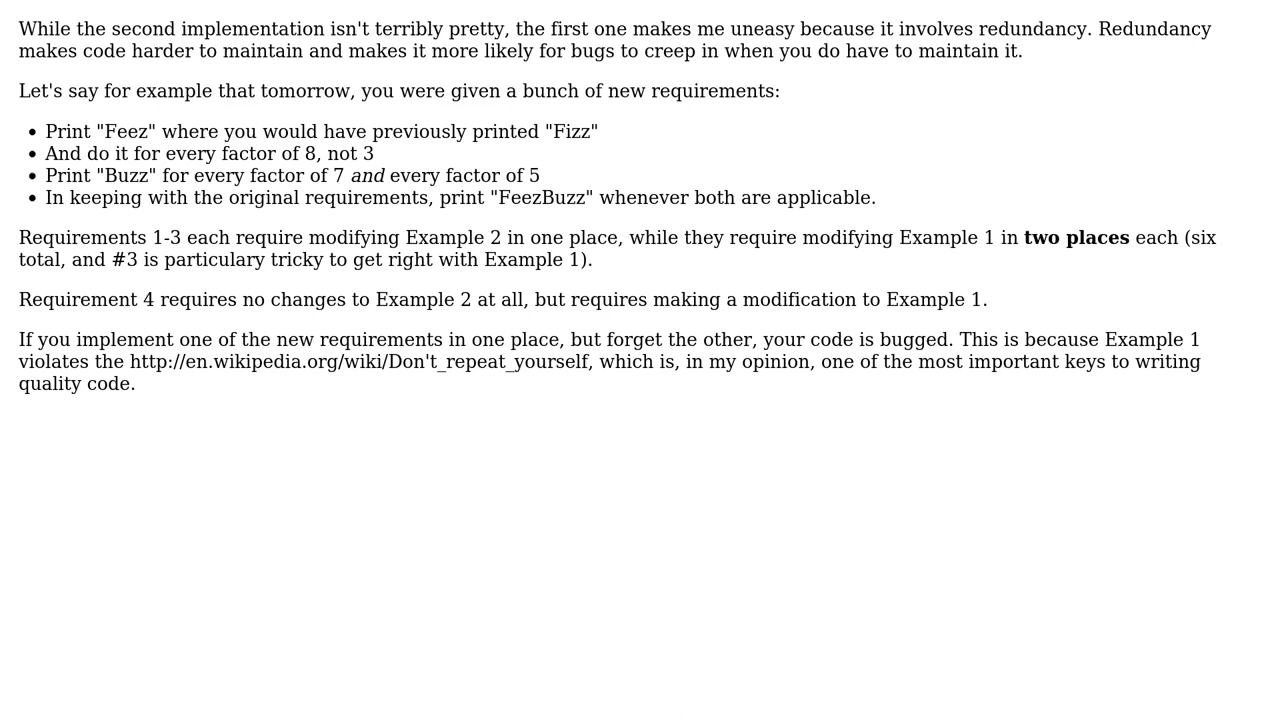 While the second implementation isn't terribly pretty, the first one makes me uneasy because it involves redundancy. Redundancy
makes code harder to maintain and makes it more likely for bugs to creep in when you do have to maintain it.
Let's say for example that tomorrow, you were given a bunch of new requirements:
• Print "Feez" where you would have previously printed "Fizz"
• And do it for every factor of 8, not 3
• Print "Buzz" for every factor of 7 and every factor of 5
• In keeping with the original requirements, print "FeezBuzz" whenever both are applicable.
Requirements 1-3 each require modifying Example 2 in one place, while they require modifying Example 1 in two places each (six
total, and #3 is particulary tricky to get right with Example 1).
Requirement 4 requires no changes to Example 2 at all, but requires making a modification to Example 1.
If you implement one of the new requirements in one place, but forget the other, your code is bugged. This is because Example 1
violates the http://en.wikipedia.org/wiki/Don't_repeat_yourself, which is, in my opinion, one of the most important keys to writing
quality code.